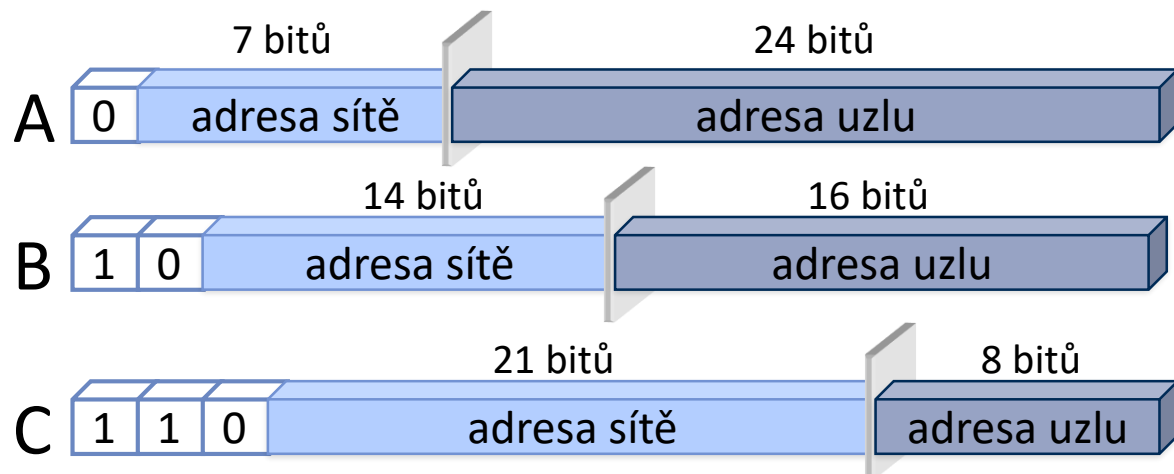 7 bitů 24 bitů
A 0 adresa sítě adresa uzlu
14 bitů 16 bitů
B 1 0 adresa sítě adresa uzlu
21 bitů 8 bitů
C 1 1 0 adresa sítě adresa uzlu